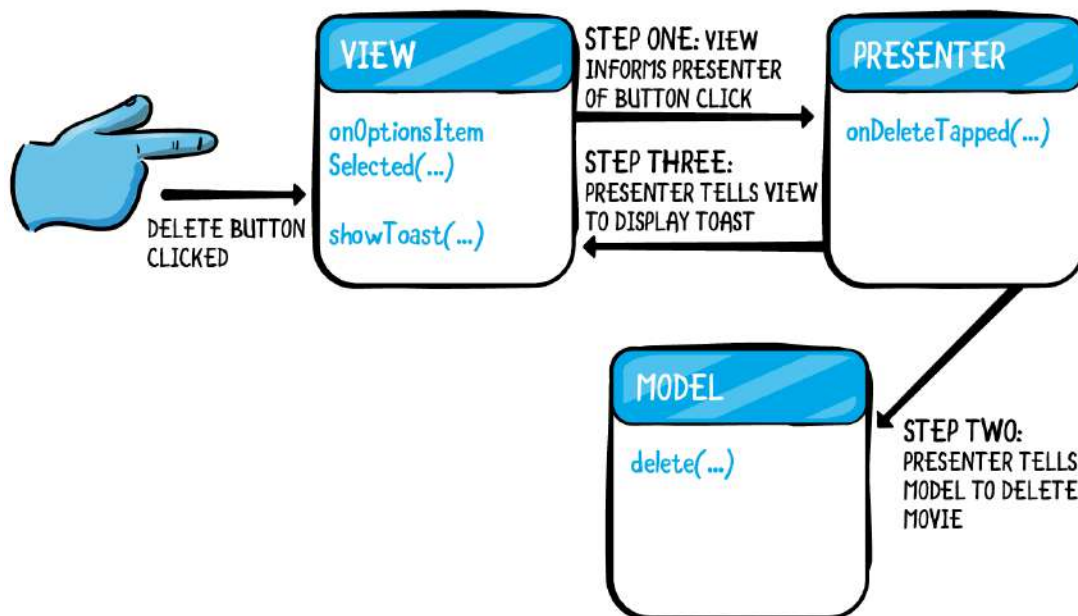 VIEW
onOptionsItem
Selected(...)
showToast(...)
DELETE BUTTON
CLICKED
STEP ONE: VIEW
INFORMS PRESENTER
OF BUTTON CLICK
STEP THREE:
PRESENTER TELLS VIEW
TO DISPLAY TOAST
PRESENTER
onDeleteTapped(...)
MODEL
delete(...)
STEP TWO:
PRESENTER TELLS
MODEL TO DELETE
MOVIE